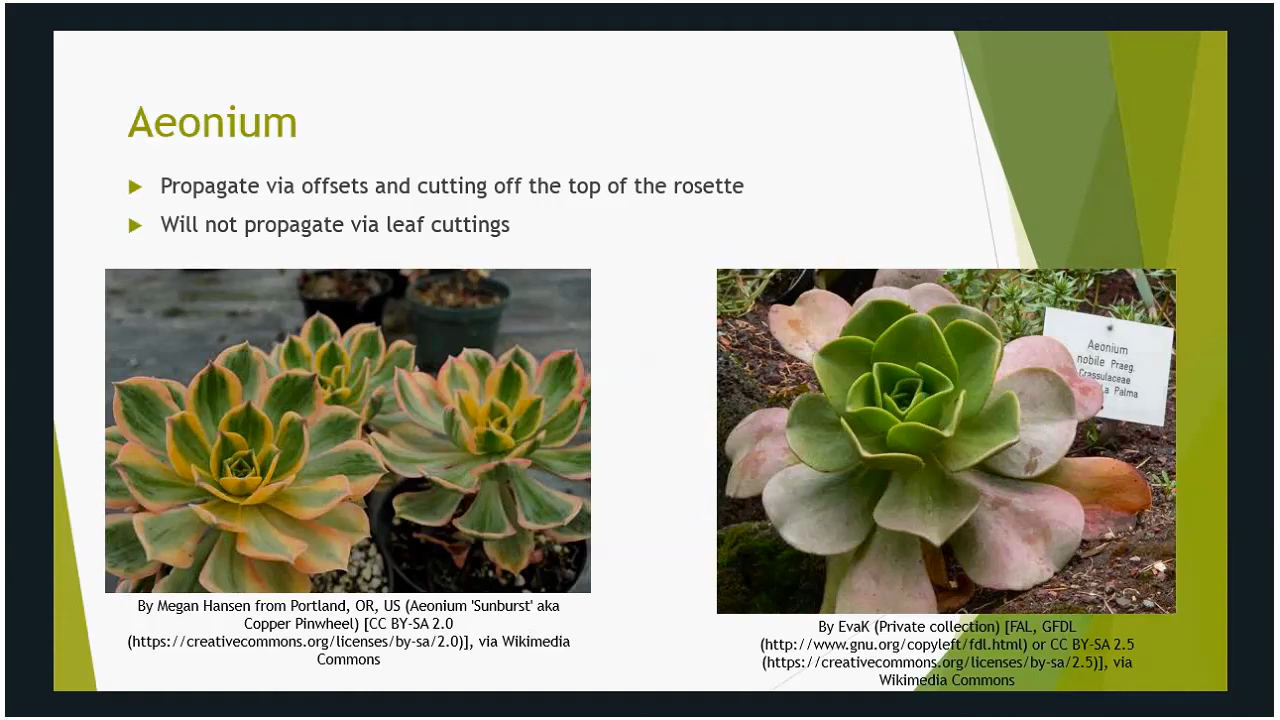 Aeonium
Propagate via offsets and cutting off the top of the rosette
Will not propagate via leaf cuttings
Aeonium
nobile Praeg.
Crassulaceae
La Palma
By Megan Hansen from Portland, OR, US (Aeonium 'Sunburst' aka
Copper Pinwheel) [CC BY-SA 2.0
(https://creativecommons.org/licenses/by-sa/2.0)], via Wikimedia
Commons
By EvaK (Private collection) [FAL, GFDL
(http://www.gnu.org/copyleft/fdl.html) or CC BY-SA 2.5
(https://creativecommons.org/licenses/by-sa/2.5)], via
Wikimedia Commons